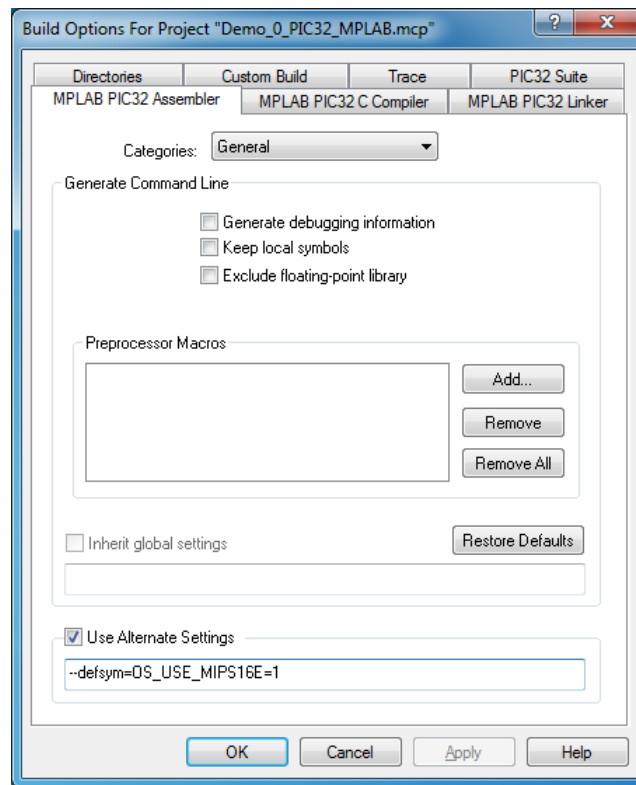 Build Options For Project "Demo_0_PIC32_MPLAB.mcp"
Directories Custom Build Trace PIC32 Suite
MPLAB PIC32 Assembler MPLAB PIC32 C Compiler MPLAB PIC32 Linker
Categories: General
Generate Command Line
Generate debugging information
Keep local symbols
Exclude floating-point library
Preprocessor Macros
Add...
Remove
Remove All
Inherit global settings Restore Defaults
Use Alternate Settings
--defsym=OS_USE_MIPS16E=1
OK Cancel Apply Help